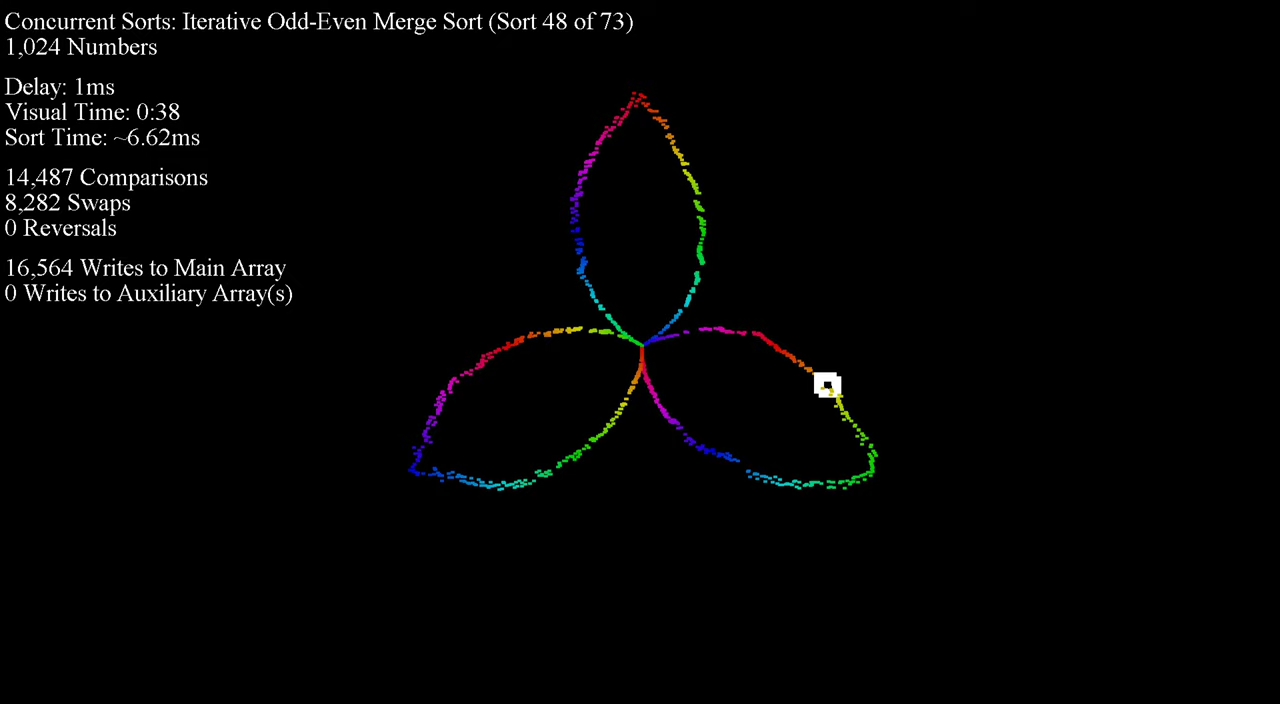 Concurrent Sorts: Iterative Odd-Even Merge Sort (Sort 48 of 73)
1,024 Numbers
Delay: 1ms
Visual Time: 0:38
Sort Time: ~6.62ms
14,487 Comparisons
8,282 Swaps
0 Reversals
16,564 Writes to Main Array
0 Writes to Auxiliary Array(s)